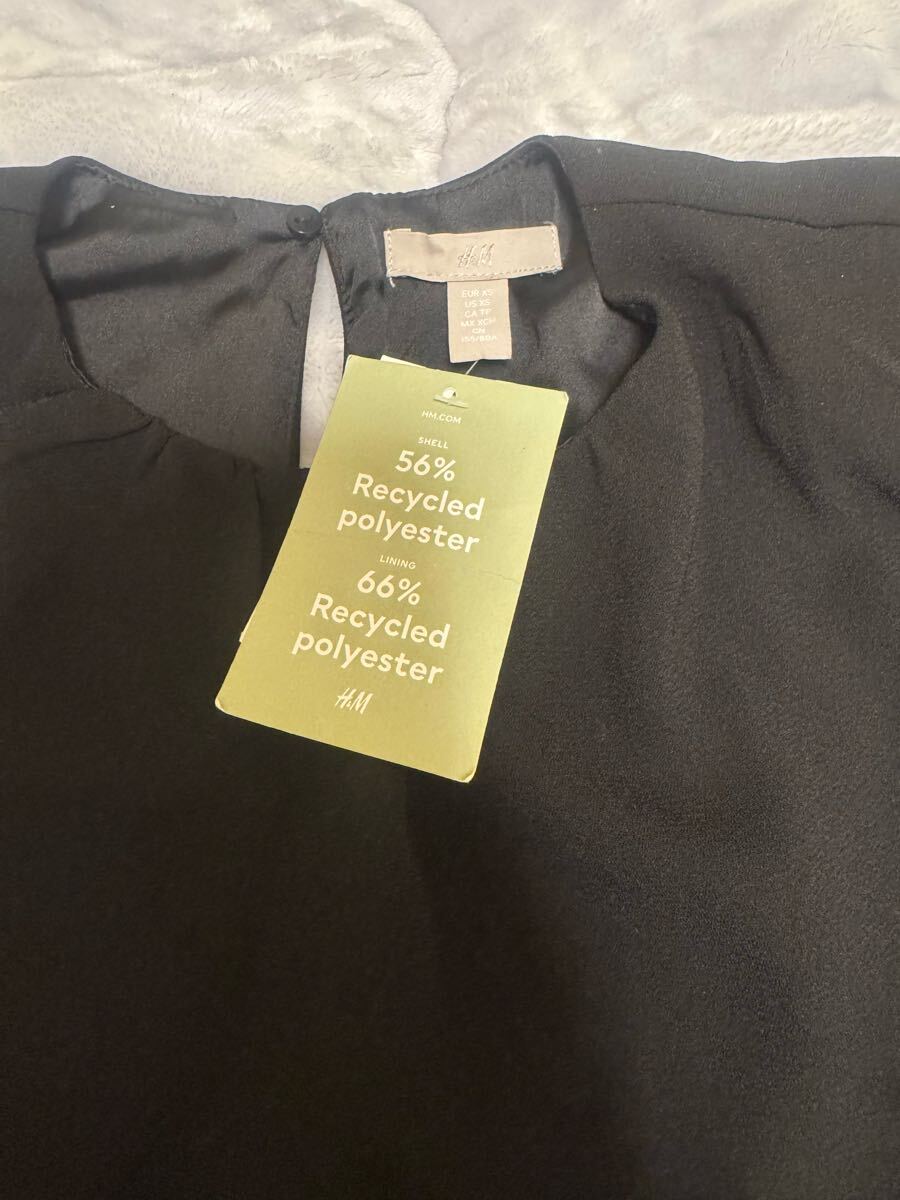 H&M
EUR XS
US XS
CA TP
MX XCH
CN
155/80A
HM.COM
SHELL
56%
Recycled
polyester
LINING
66%
Recycled
polyester
H&M